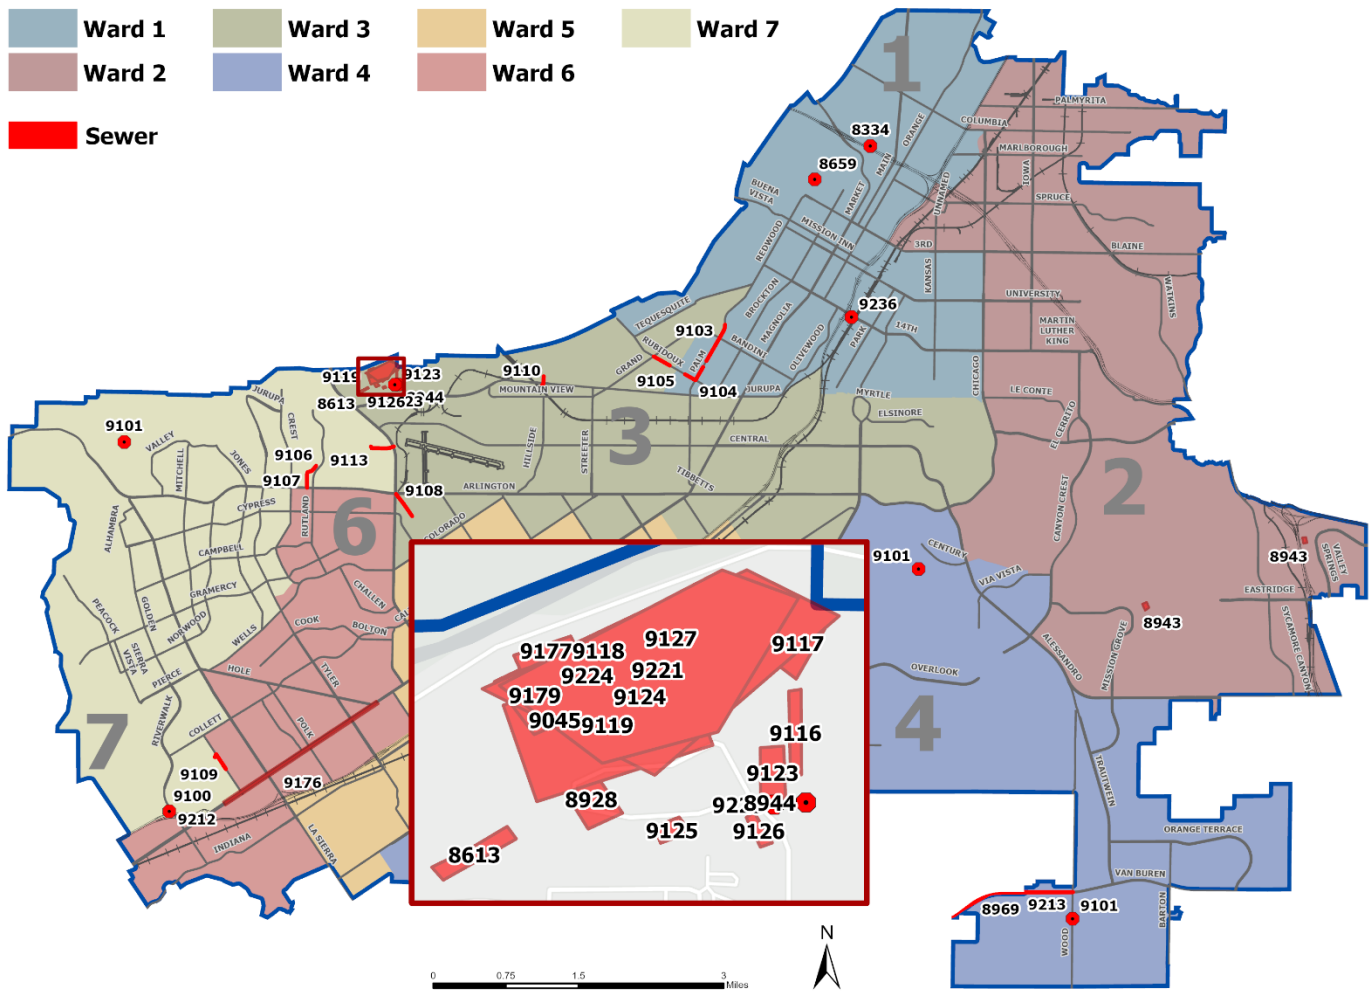 Ward 1
Ward 3
Ward 5
Ward 7
Ward 2
Ward 4
Ward 6
Sewer
1
PALMYRITA
COLUMBIA
ORANGE
8334
MAIN
MARLBOROUGH
IOWA
8659
BUENA VISTA
MARKET
UNNAMED
SPRUCE
MISSION INN
3RD
BLAINE
REDWOOD
KANSAS
WATKINS
BROCKTON
UNIVERSITY
9236
TEQUESQUITE
MAGNOLIA
14TH
MARTIN LUTHER KING
9103
RUBIDOUX
BANDINI
OLIVEWOOD
PARK
PALM
GRAND
CHICAGO
9119
9123
9110
9105
9104
JURUPA
MOUNTAIN VIEW
LE CONTE
MYRTLE
8613
9126
JURUPA
CREST
ELSINORE
EL CERRITO
9101
VALLEY
3
CENTRAL
HILLSIDE
STREETER
MITCHELL
JONES
9106
9113
9107
TIBBETTS
2
9108
ARLINGTON
CYPRESS
RUTLAND
6
COLORADO
CANYON CREST
ALHAMBRA
CAMPBELL
CENTURY
9101
8943
VALLEY SPRINGS
VIA VISTA
GRAMERCY
CHALLEN
EASTRIDGE
PEACOCK
GOLDEN
NORWOOD
COOK
BOLTON
8943
SYCAMORE CANYON
WELLS
SIERRA VISTA
ALESSANDRO
MISSION GROVE
PIERCE
HOLE
TYLER
OVERLOOK
RIVERWALK
COLLETT
POLK
7
4
9109
9176
TRAUTWEIN
9100
9212
INDIANA
LA SIERRA
ORANGE TERRACE
VAN BUREN
8969
9213
9101
BARTON
WOOD
9127
9117
9177
9118
9221
9224
9179
9124
9045
9119
9116
9123
8928
8944
9125
9126
8613
N
0
0.75
1.5
3
Miles